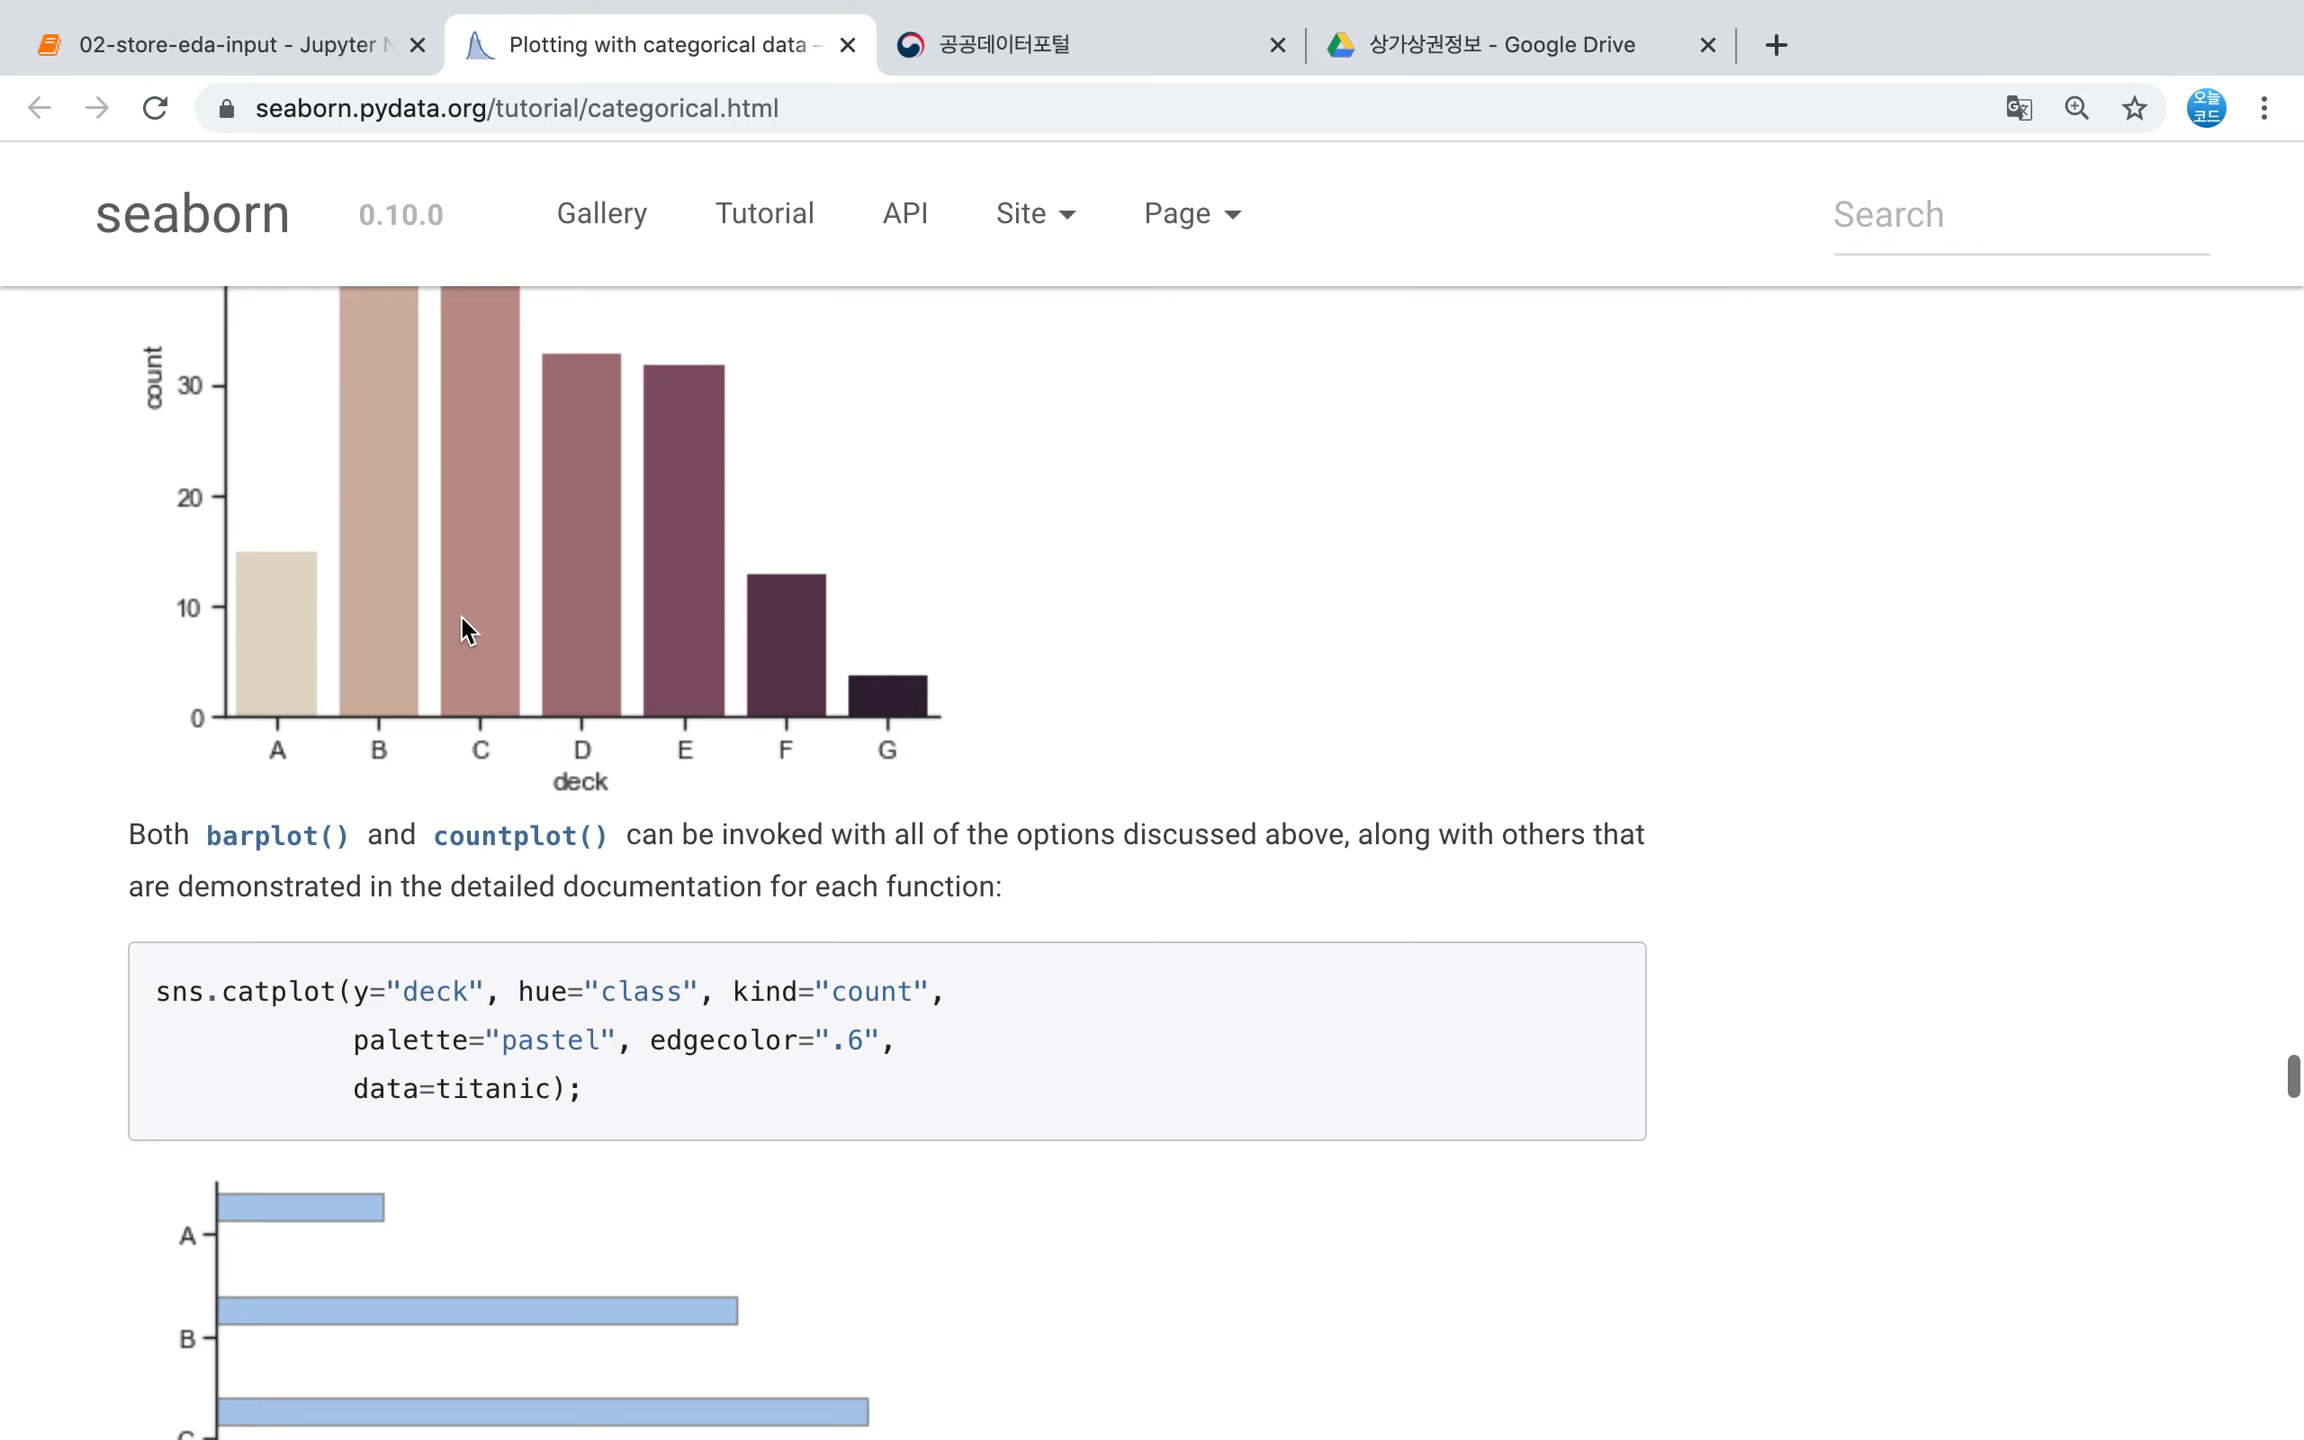 02-store-eda-input - Jupyter N
Plotting with categorical data -
공공데이터포털
상가상권정보 - Google Drive
seaborn.pydata.org/tutorial/categorical.html
오늘
코드
seaborn
0.10.0
Gallery
Tutorial
API
Site
Page
Search
count
30
20
10
0
A
B
C
D
E
F
G
deck
Both barplot() and countplot() can be invoked with all of the options discussed above, along with others that
are demonstrated in the detailed documentation for each function:
sns.catplot(y="deck", hue="class", kind="count",
palette="pastel", edgecolor=".6",
data=titanic);
A
B
C